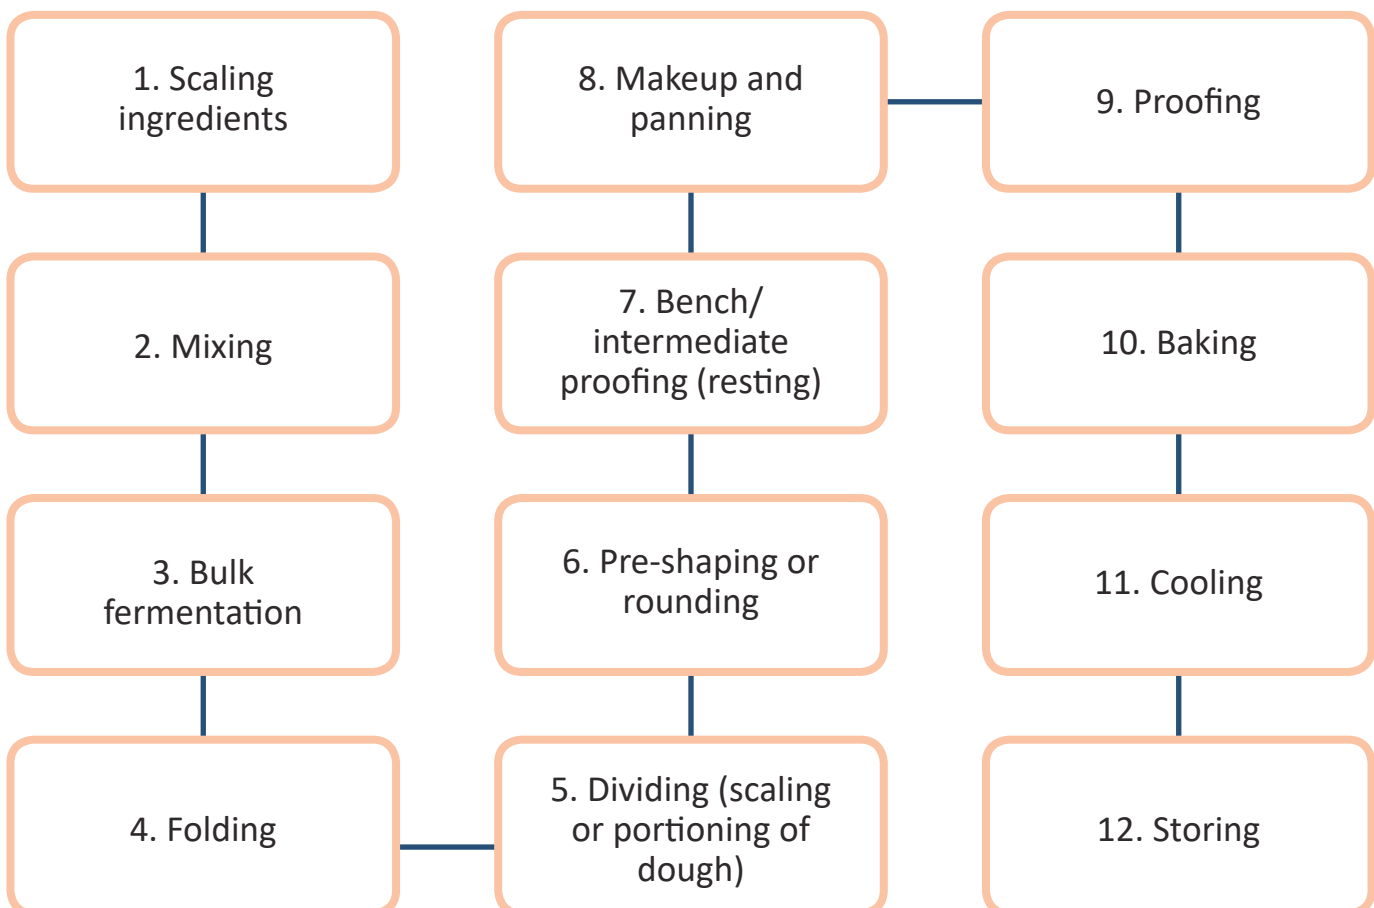 1. Scaling
ingredients
2. Mixing
3. Bulk
fermentation
4. Folding
5. Dividing (scaling
or portioning of
dough)
6. Pre-shaping or
rounding
7. Bench/
intermediate
proofing (resting)
8. Makeup and
panning
9. Proofing
10. Baking
11. Cooling
12. Storing